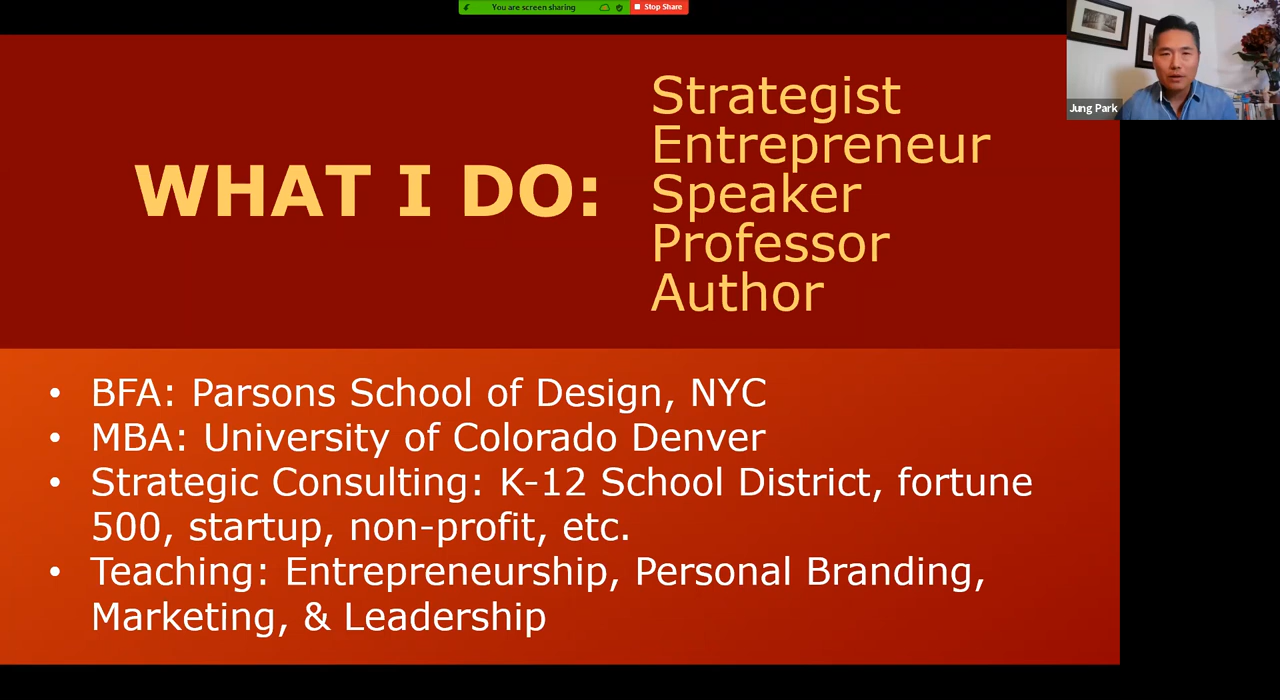 You are screen sharing
Stop Share
Jung Park
WHAT I DO:
Strategist
Entrepreneur
Speaker
Professor
Author
• BFA: Parsons School of Design, NYC
• MBA: University of Colorado Denver
• Strategic Consulting: K-12 School District, fortune
500, startup, non-profit, etc.
• Teaching: Entrepreneurship, Personal Branding,
Marketing, & Leadership